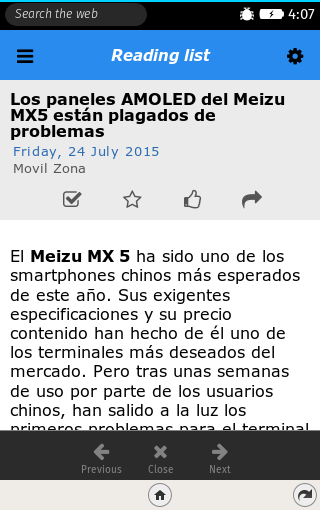 Search the web
4:07
Reading list
Los paneles AMOLED del Meizu
MX5 están plagados de
problemas
Friday, 24 July 2015
Movil Zona
El Meizu MX 5 ha sido uno de los
smartphones chinos más esperados
de este año. Sus exigentes
especificaciones y su precio
contenido han hecho de él uno de
los terminales más deseados del
mercado. Pero tras unas semanas
de uso por parte de los usuarios
chinos, han salido a la luz los
primeros problemas para el terminal
Previous
Close
Next